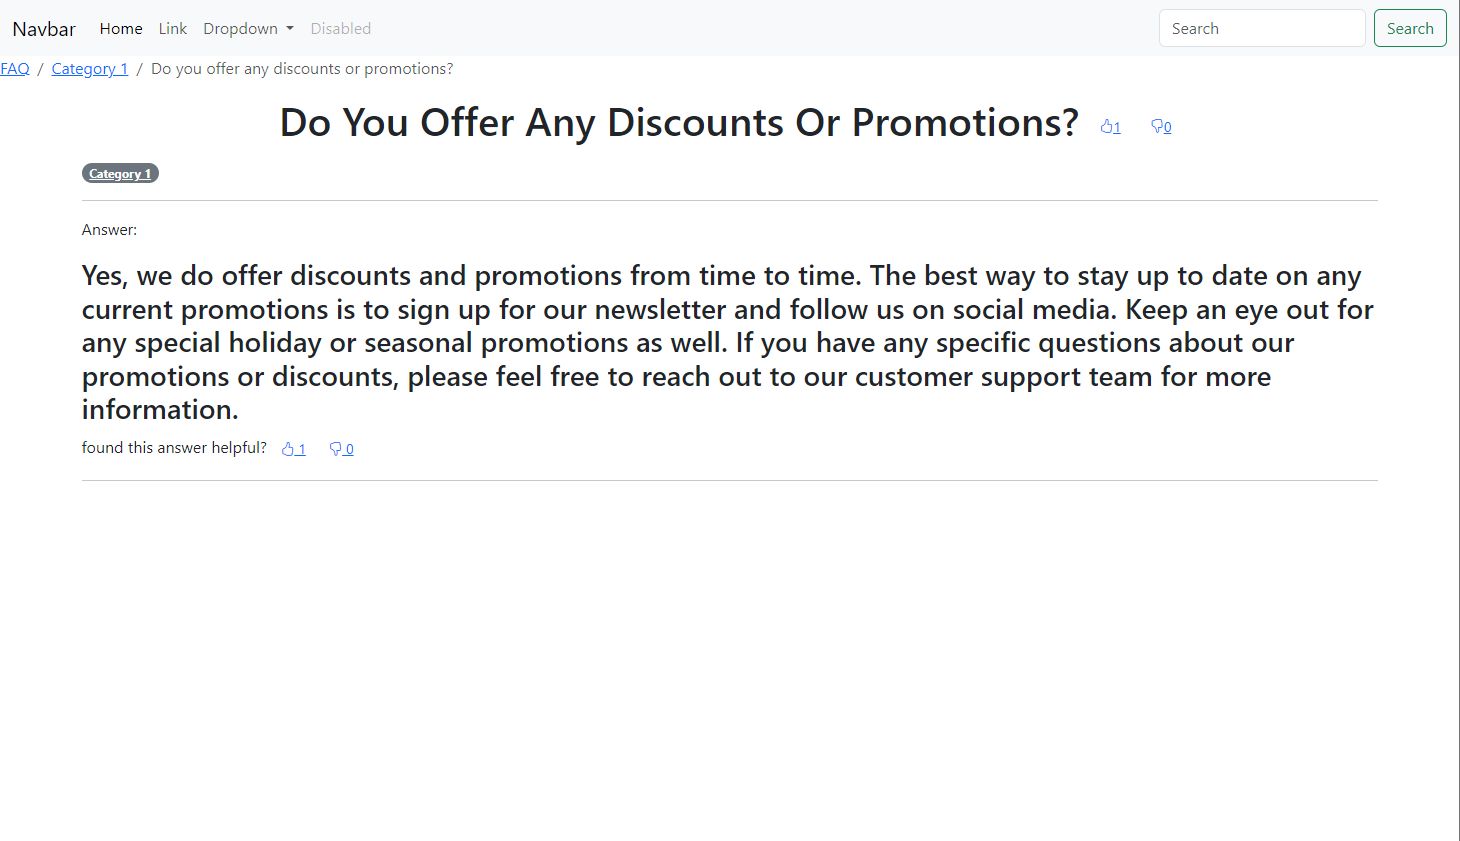 Navbar Home Link Dropdown Disabled Search Search
FAQ / Category 1 / Do you offer any discounts or promotions?
Do You Offer Any Discounts Or Promotions? 1 0
Category 1
Answer:
Yes, we do offer discounts and promotions from time to time. The best way to stay up to date on any
current promotions is to sign up for our newsletter and follow us on social media. Keep an eye out for
any special holiday or seasonal promotions as well. If you have any specific questions about our
promotions or discounts, please feel free to reach out to our customer support team for more
information.
found this answer helpful? 1 0